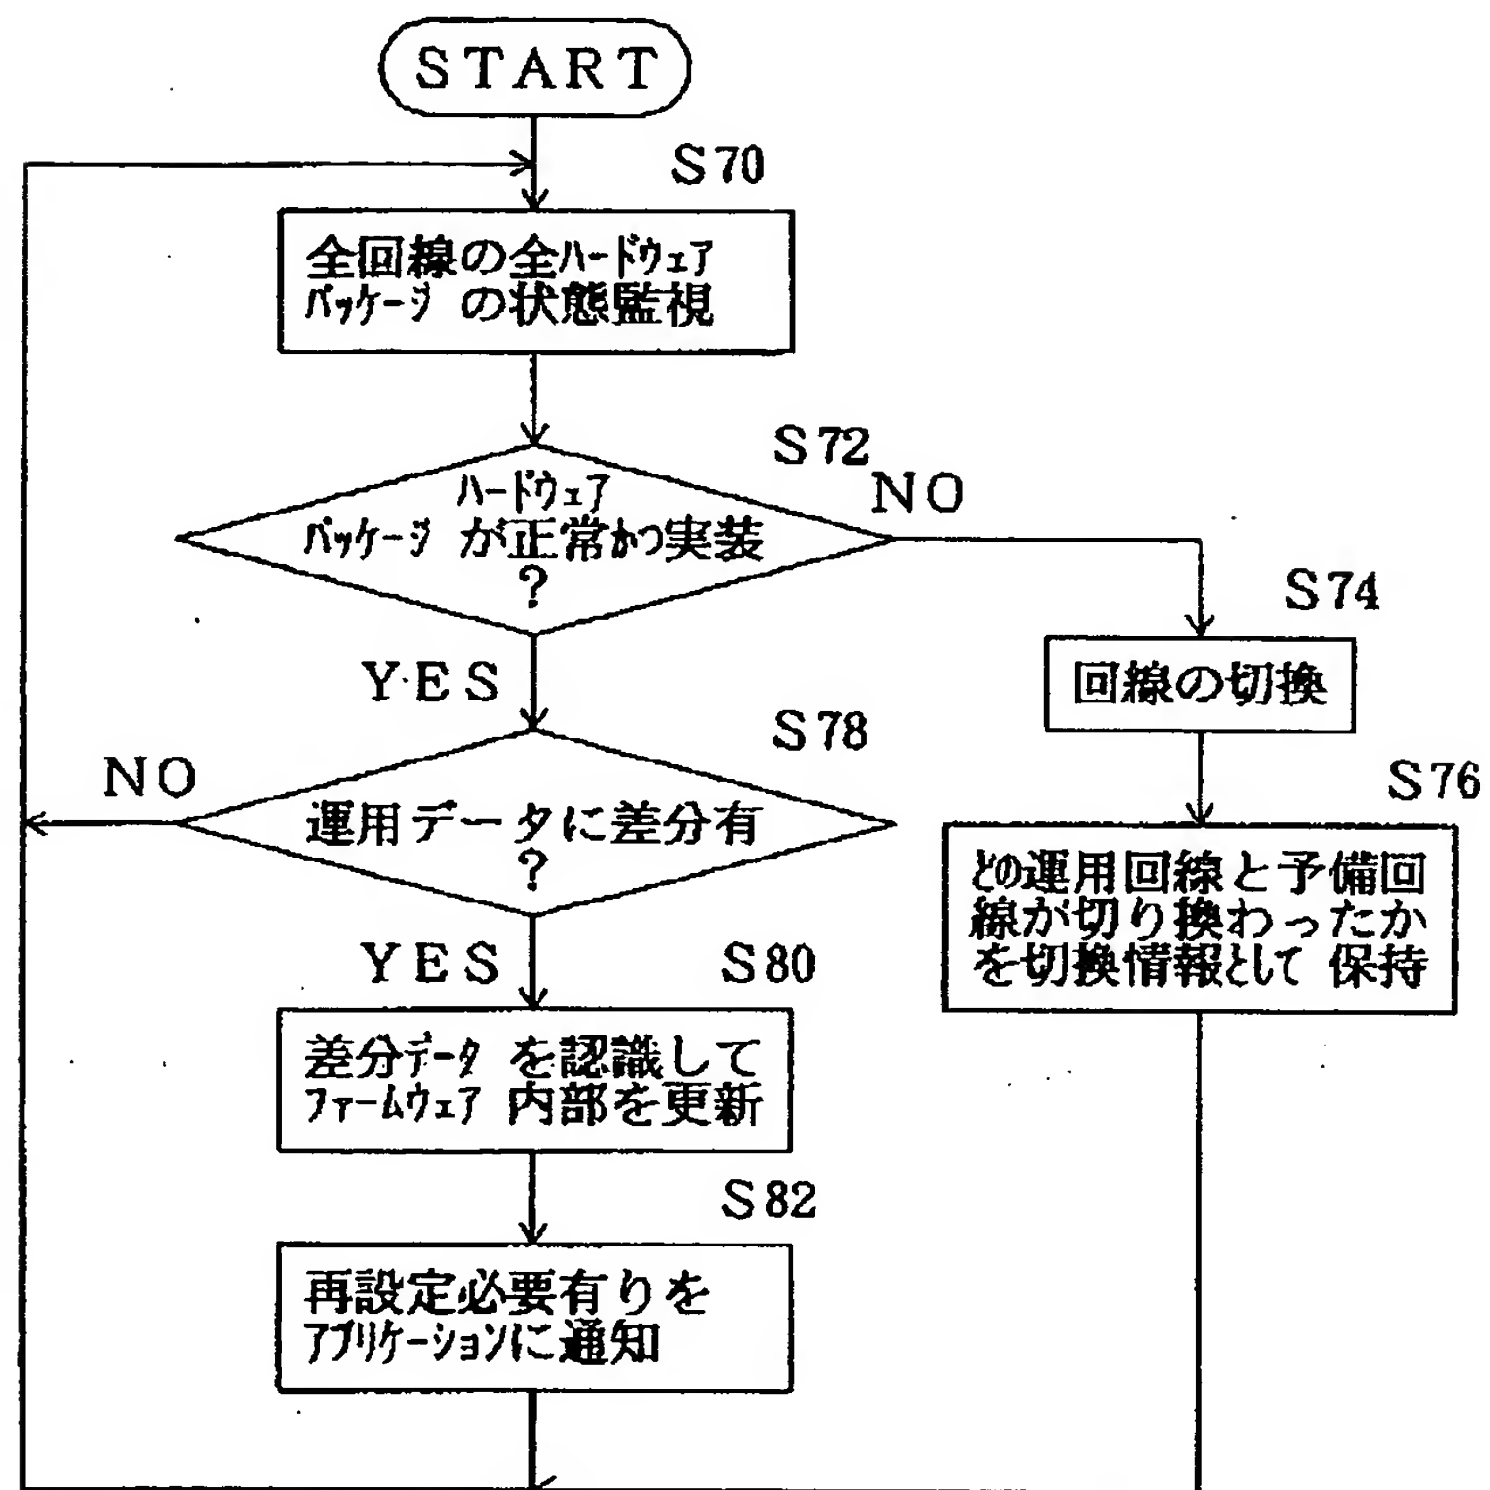 START
S70
全回線の全ハードウェア
パッケージ の状態監視
S72
ハードウェア
パッケージ が正常かつ実装
?
NO
YES
S74
回線の切換
S76
どの運用回線と予備回
線が切り換わったか
を切換情報として 保持
S78
運用データに差分有
?
NO
YES
S80
差分データ を認識して
ファームウェア 内部を更新
S82
再設定必要有りを
アプリケーションに通知